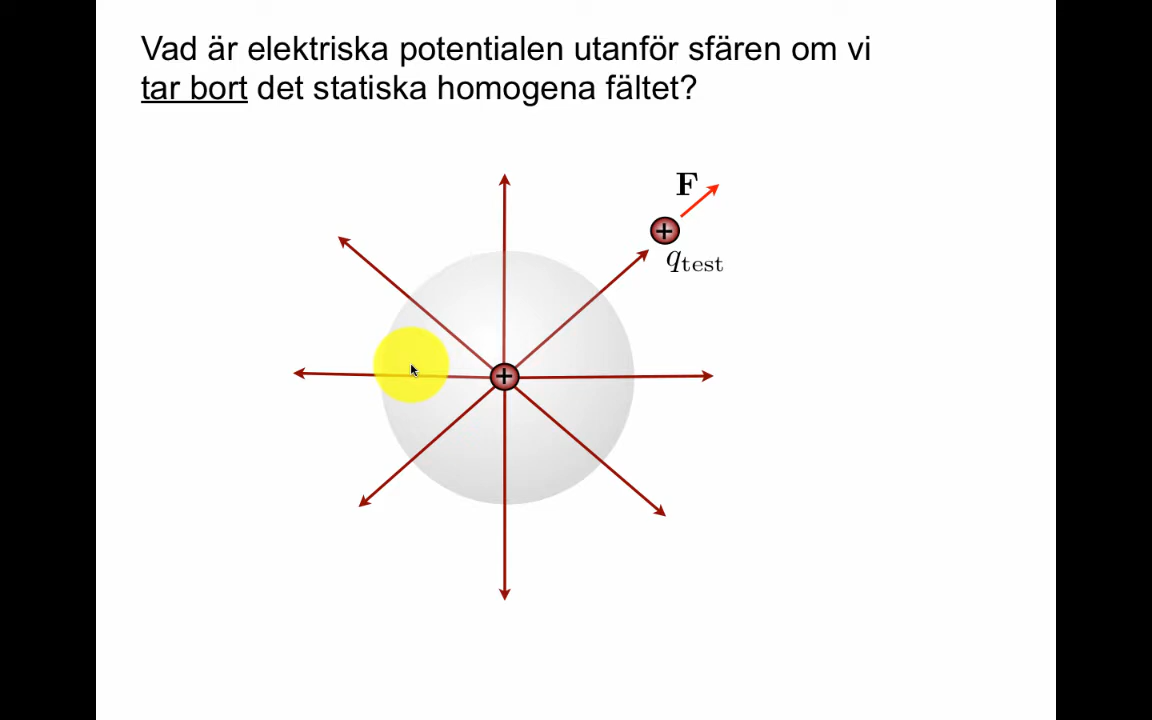 Vad är elektriska potentialen utanför sfären om vi
tar bort det statiska homogena fältet?
F
+
q_test
+